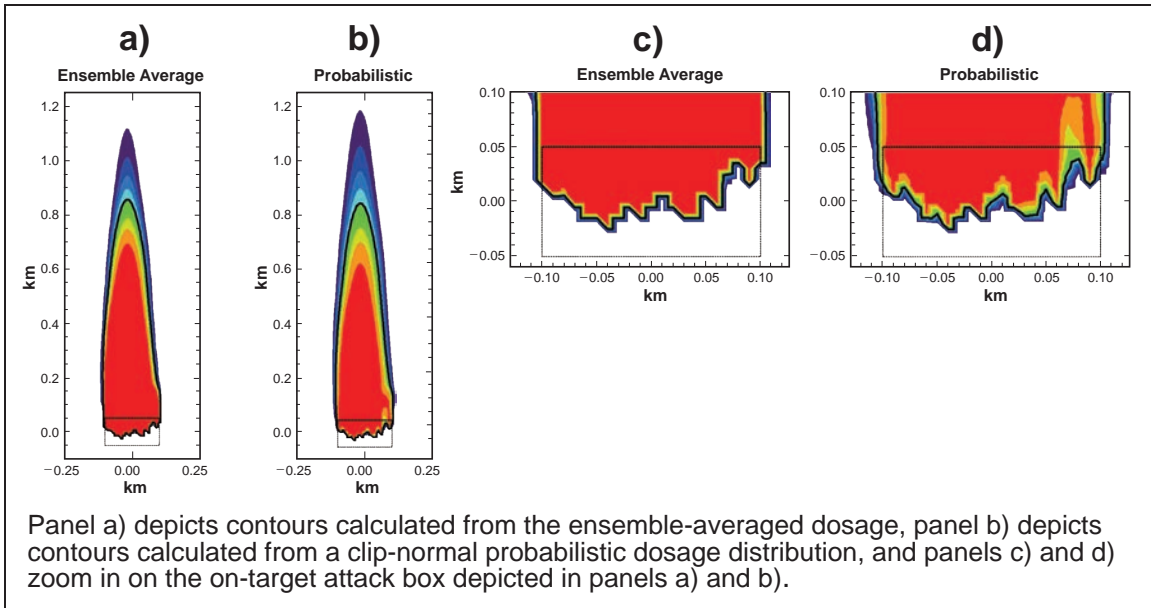 a)
b)
c)
d)
Ensemble Average
Probabilistic
Ensemble Average
Probabilistic
1.2
1.0
0.8
0.6
0.4
0.2
0.0
km
−0.25
0.00
0.25
km
1.2
1.0
0.8
0.6
0.4
0.2
0.0
km
−0.25
0.00
0.25
km
0.10
0.05
0.00
−0.05
km
−0.10
−0.05
0.00
0.05
0.10
km
0.10
0.05
0.00
−0.05
km
−0.10
−0.05
0.00
0.05
0.10
km
Panel a) depicts contours calculated from the ensemble-averaged dosage, panel b) depicts
contours calculated from a clip-normal probabilistic dosage distribution, and panels c) and d)
zoom in on the on-target attack box depicted in panels a) and b).